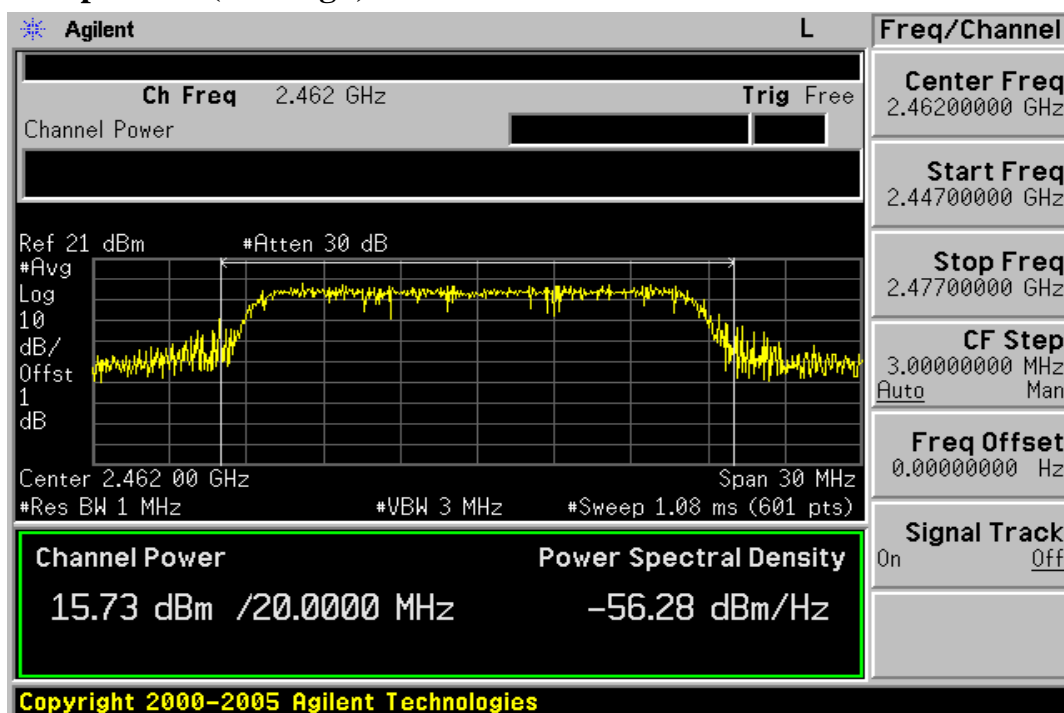 Agilent L Freq/Channel
Ch Freq 2.462 GHz Trig Free
Channel Power
Center Freq
2.46200000 GHz
Start Freq
2.44700000 GHz
Stop Freq
2.47700000 GHz
CF Step
3.00000000 MHz
Auto Man
Freq Offset
0.00000000 Hz
Signal Track
On Off
Ref 21 dBm #Atten 30 dB
#Avg
Log
10
dB/
Offst
1
dB
Center 2.462 00 GHz Span 30 MHz
#Res BW 1 MHz #VBW 3 MHz #Sweep 1.08 ms (601 pts)
Channel Power Power Spectral Density
15.73 dBm /20.0000 MHz -56.28 dBm/Hz
Copyright 2000-2005 Agilent Technologies